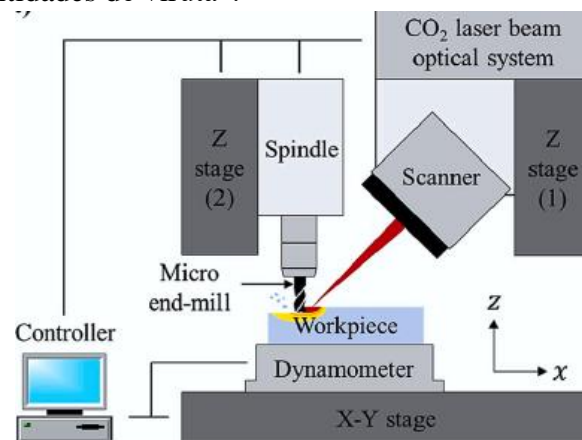 CO₂ laser beam
optical system
Z
stage
(2)
Spindle
Scanner
Z
stage
(1)
Micro
end-mill
Workpiece
Controller
Dynamometer
X-Y stage
z
x